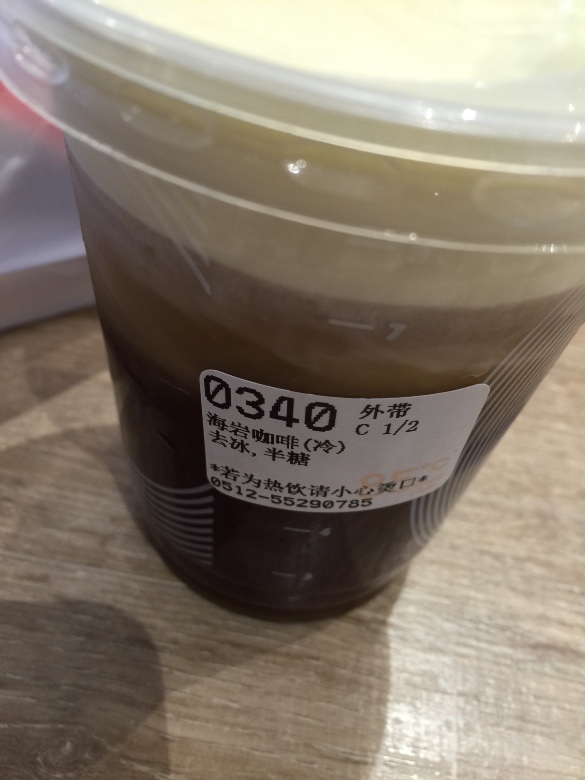 0340 外带
C 1/2
海岩咖啡(冷)
去冰,半糖
85℃
*若为热饮请小心烫口*
0512-55290785